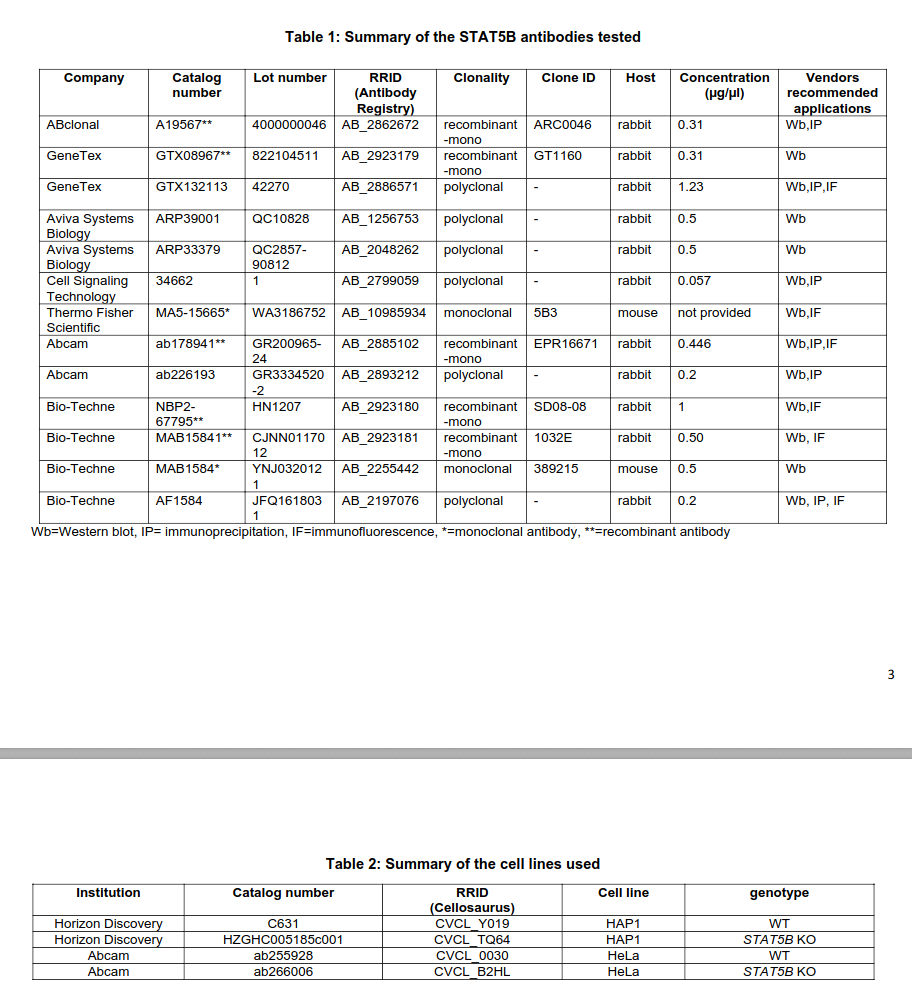 Table 1: Summary of the STAT5B antibodies tested
Company Catalog number Lot number RRID (Antibody Registry) Clonality Clone ID Host Concentration (µg/µl) Vendors recommended applications
ABclonal A19567** 4000000046 AB_2862672 recombinant -mono ARC0046 rabbit 0.31 Wb,IP
GeneTex GTX08967** 822104511 AB_2923179 recombinant -mono GT1160 rabbit 0.31 Wb
GeneTex GTX132113 42270 AB_2886571 polyclonal - rabbit 1.23 Wb,IP,IF
Aviva Systems Biology ARP39001 QC10828 AB_1256753 polyclonal - rabbit 0.5 Wb
Aviva Systems Biology ARP33379 QC2857-90812 AB_2048262 polyclonal - rabbit 0.5 Wb
Cell Signaling Technology 34662 1 AB_2799059 polyclonal - rabbit 0.057 Wb,IP
Thermo Fisher Scientific MA5-15665* WA3186752 AB_10985934 monoclonal 5B3 mouse not provided Wb,IF
Abcam ab178941** GR200965-24 AB_2885102 recombinant -mono EPR16671 rabbit 0.446 Wb,IP,IF
Abcam ab226193 GR3334520 -2 AB_2893212 polyclonal - rabbit 0.2 Wb,IP
Bio-Techne NBP2-67795** HN1207 AB_2923180 recombinant -mono SD08-08 rabbit 1 Wb,IF
Bio-Techne MAB15841** CJNN01170 12 AB_2923181 recombinant -mono 1032E rabbit 0.50 Wb, IF
Bio-Techne MAB1584* YNJ032012 1 AB_2255442 monoclonal 389215 mouse 0.5 Wb
Bio-Techne AF1584 JFQ161803 1 AB_2197076 polyclonal - rabbit 0.2 Wb, IP, IF
Wb=Western blot, IP= immunoprecipitation, IF=immunofluorescence, *=monoclonal antibody, **=recombinant antibody
3
Table 2: Summary of the cell lines used
Institution Catalog number RRID (Cellosaurus) Cell line genotype
Horizon Discovery C631 CVCL_Y019 HAP1 WT
Horizon Discovery HZGHC005185c001 CVCL_TQ64 HAP1 STAT5B KO
Abcam ab255928 CVCL_0030 HeLa WT
Abcam ab266006 CVCL_B2HL HeLa STAT5B KO